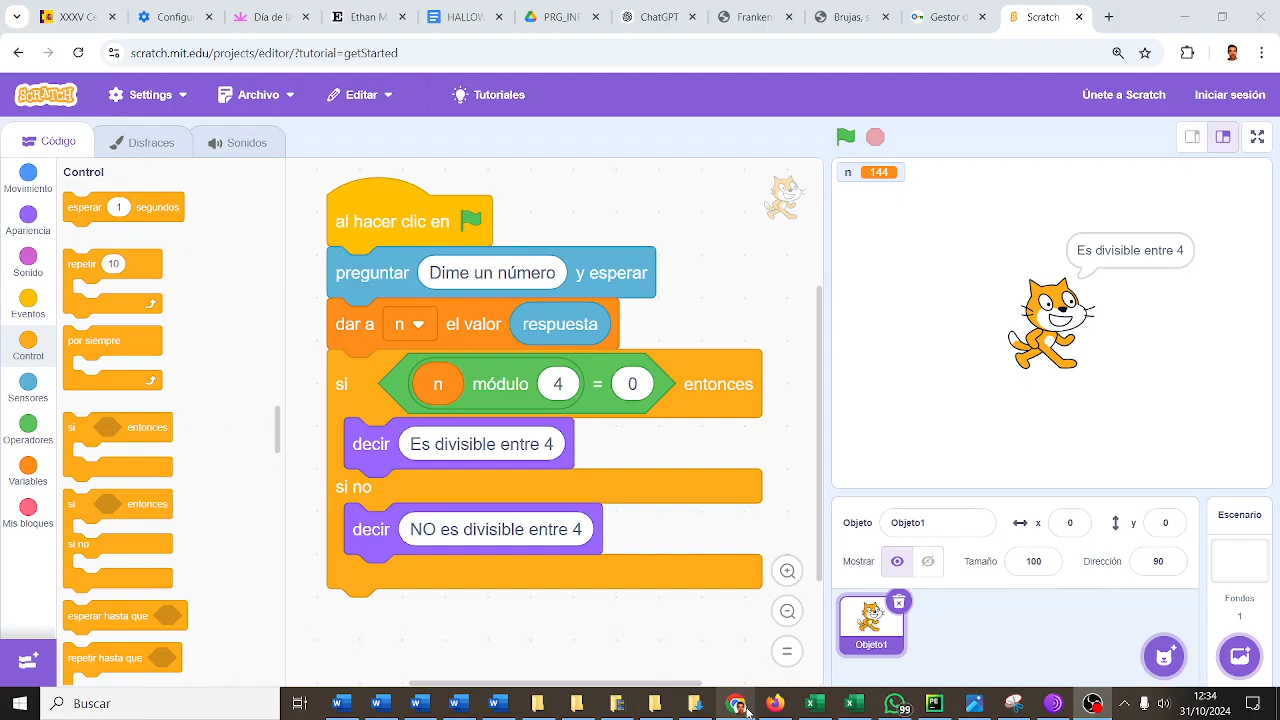 XXXV C
Configu
Día de la
Ethan M
HALLO
PRG_INI
ChatGPT
Franken
Brujas, s
Gestor d
Scratch
scratch.mit.edu/projects/editor/?tutorial=getStarted
SCRATCH
Settings
Archivo
Editar
Tutoriales
Únete a Scratch
Iniciar sesión
Código
Disfraces
Sonidos
Movimiento
Apariencia
Sonido
Eventos
Control
Sensores
Operadores
Variables
Mis bloques
Control
esperar 1 segundos
repetir 10
por siempre
si entonces
si entonces
si no
esperar hasta que
repetir hasta que
al hacer clic en
preguntar Dime un número y esperar
dar a n el valor respuesta
si n módulo 4 = 0 entonces
decir Es divisible entre 4
si no
decir NO es divisible entre 4
n 144
Es divisible entre 4
Objeto Objeto1 x 0 y 0
Mostrar Tamaño 100 Dirección 90
Objeto1
Escenario
Fondos
1
Buscar
99
12:34
31/10/2024